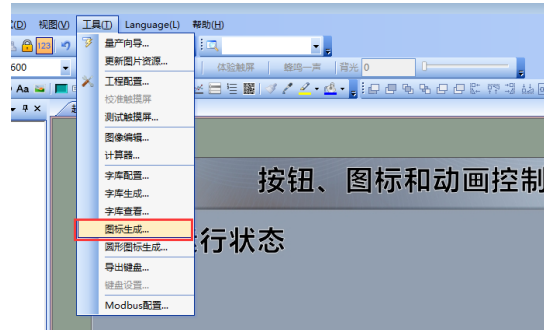 (D) 视图(V) 工具(T) Language(L) 帮助(H)
123
量产向导...
更新图片资源...
600
体验触屏 蜂鸣一声 背光 0
工程配置...
Aa
校准触摸屏
测试触摸屏...
图像编辑...
计算器...
字库配置...
按钮、图标和动画控制
字库生成...
字库查看...
图标生成...
行状态
圆形图标生成...
导出键盘...
键盘设置...
Modbus配置...